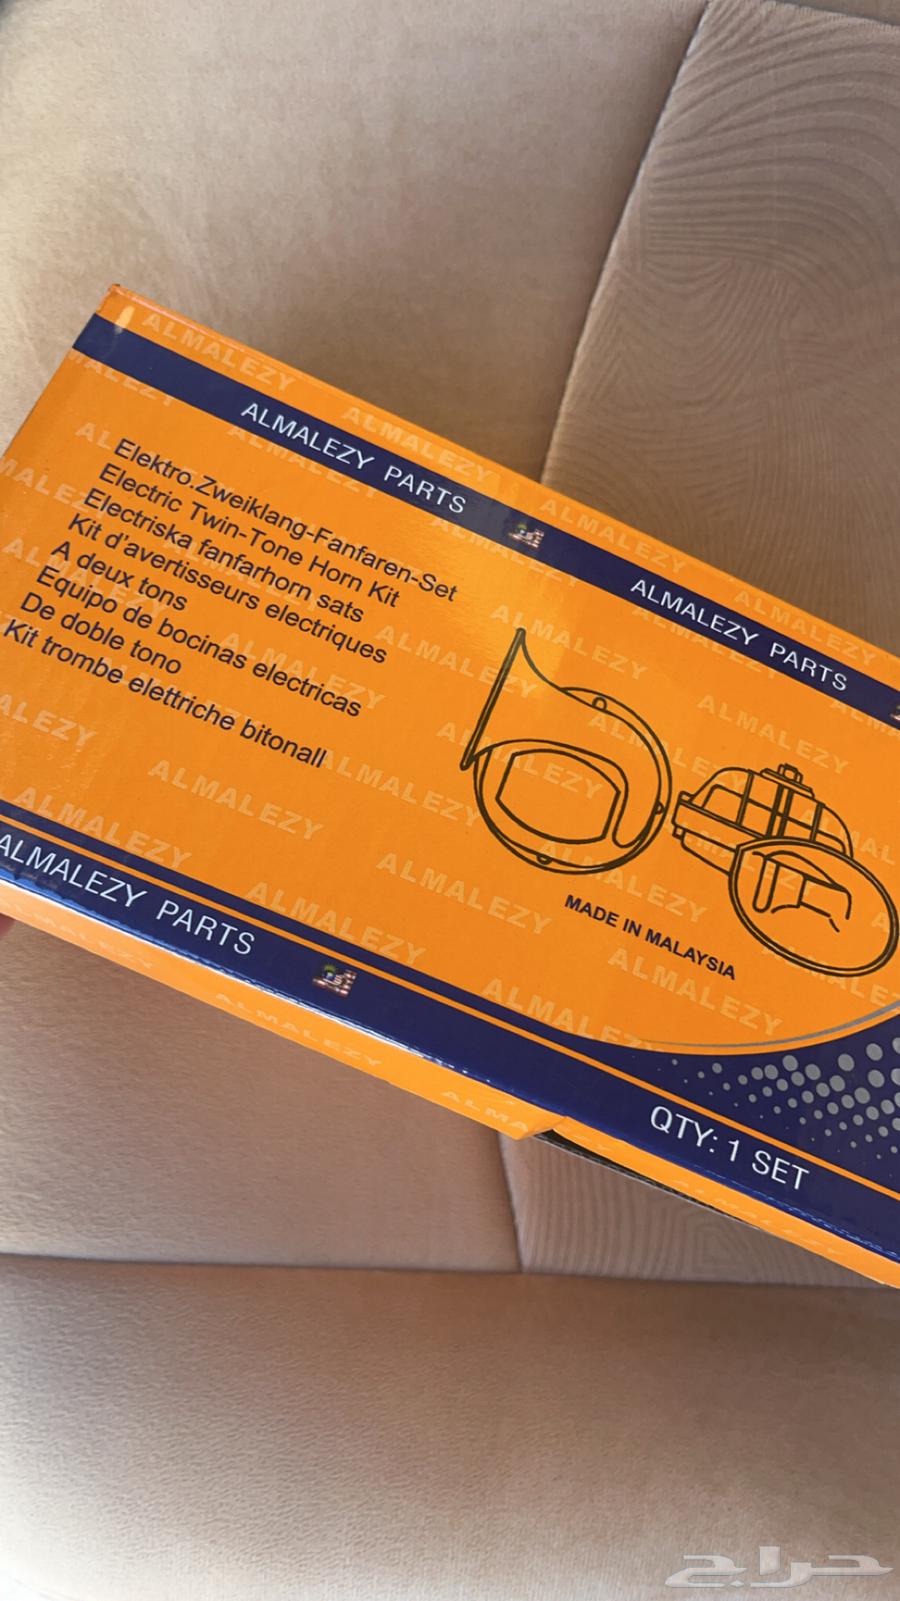 ALMALEZY PARTS
ALMALEZY PARTS
Elektro.Zweiklang-Fanfaren-Set
Electric Twin-Tone Horn Kit
Electriska fanfarhorn sats
Kit d'avertisseurs electriques
A deux tons
Equipo de bocinas electricas
De doble tono
Kit trombe elettriche bitonall
MADE IN MALAYSIA
ALMALEZY PARTS
QTY: 1 SET
ALMALEZY
حراج